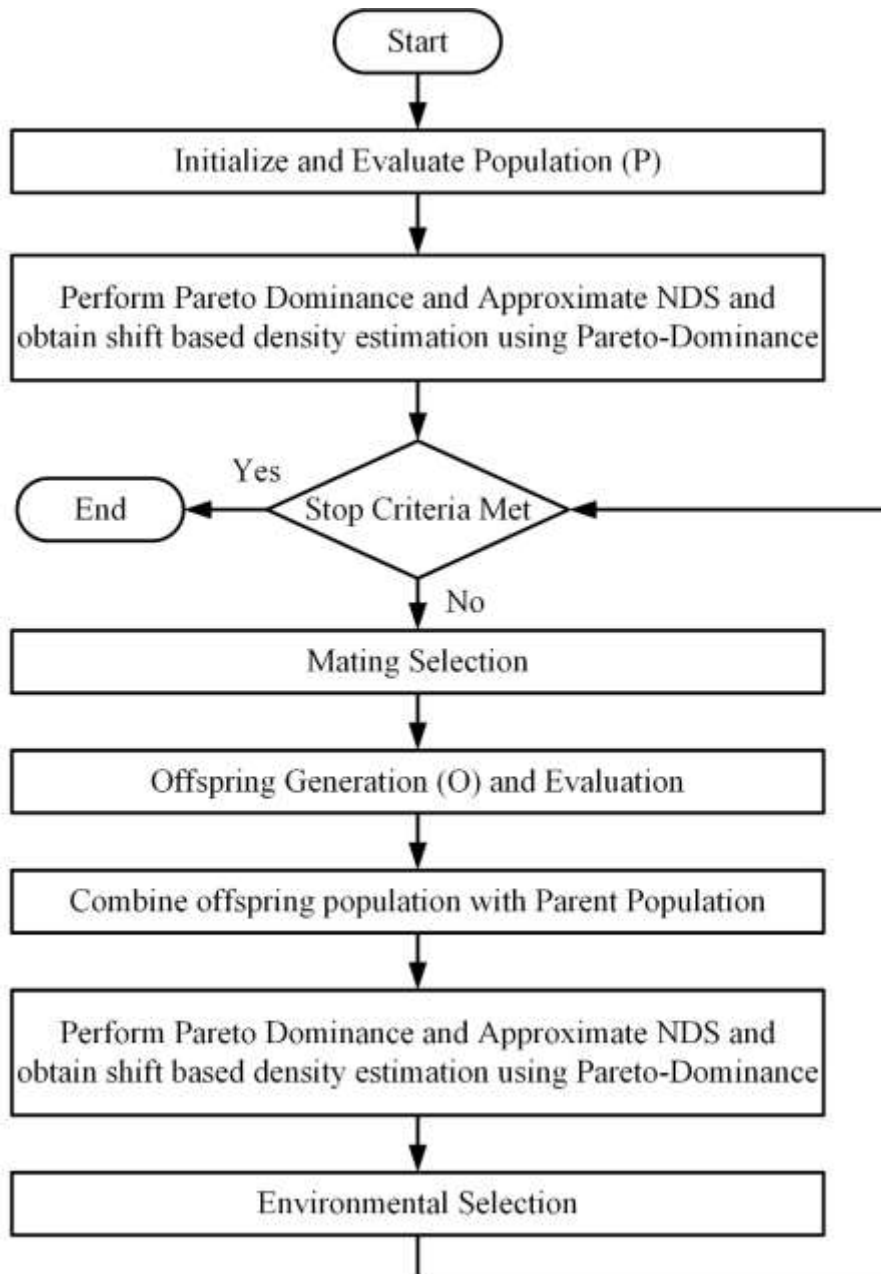 Start
Initialize and Evaluate Population (P)
Perform Pareto Dominance and Approximate NDS and
obtain shift based density estimation using Pareto-Dominance
Yes
End
Stop Criteria Met
No
Mating Selection
Offspring Generation (O) and Evaluation
Combine offspring population with Parent Population
Perform Pareto Dominance and Approximate NDS and
obtain shift based density estimation using Pareto-Dominance
Environmental Selection